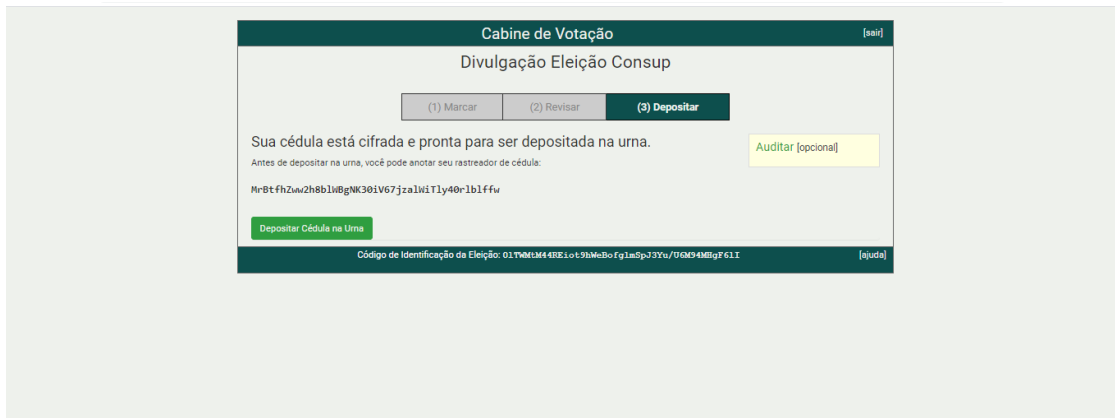 Cabine de Votação [sair]
Divulgação Eleição Consup
(1) Marcar (2) Revisar (3) Depositar
Sua cédula está cifrada e pronta para ser depositada na urna.
Auditar [opcional]
Antes de depositar na urna, você pode anotar seu rastreador de cédula:
MrBtfhZww2h8blWBgNK30iV67jzalWiTly40rlblffw
Depositar Cédula na Urna
Código de Identificação da Eleição: OlTWMtM44REiot9hWeBofglmSpJ3Yu/U6M94MHgF6lI [ajuda]